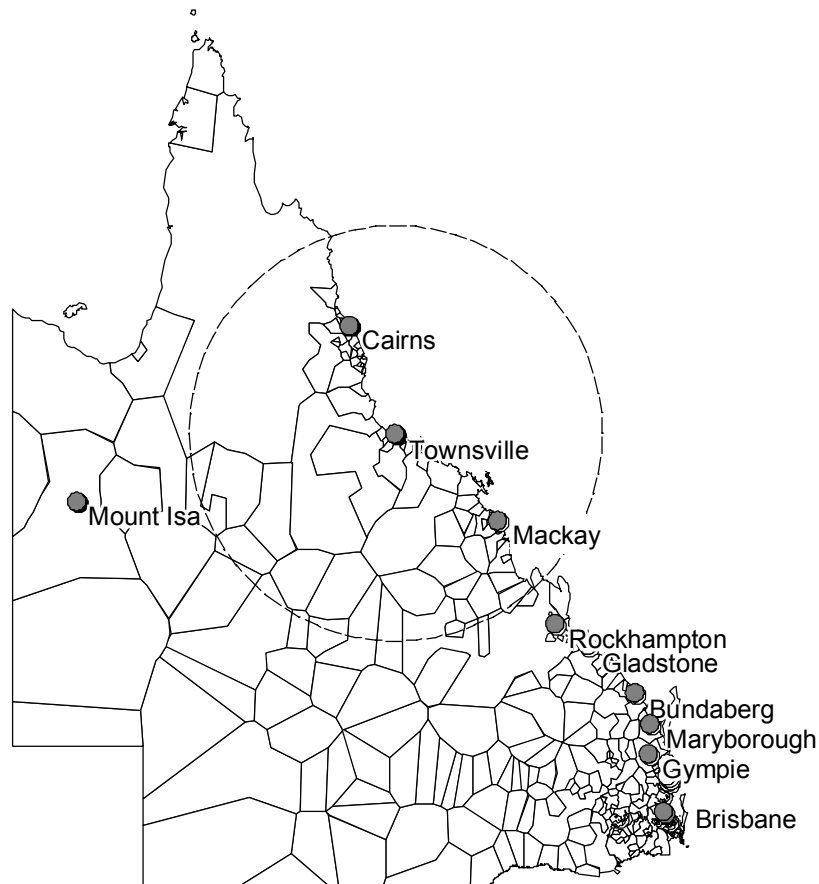 Cairns
Townsville
Mount Isa
Mackay
Rockhampton
Gladstone
Bundaberg
Maryborough
Gympie
Brisbane